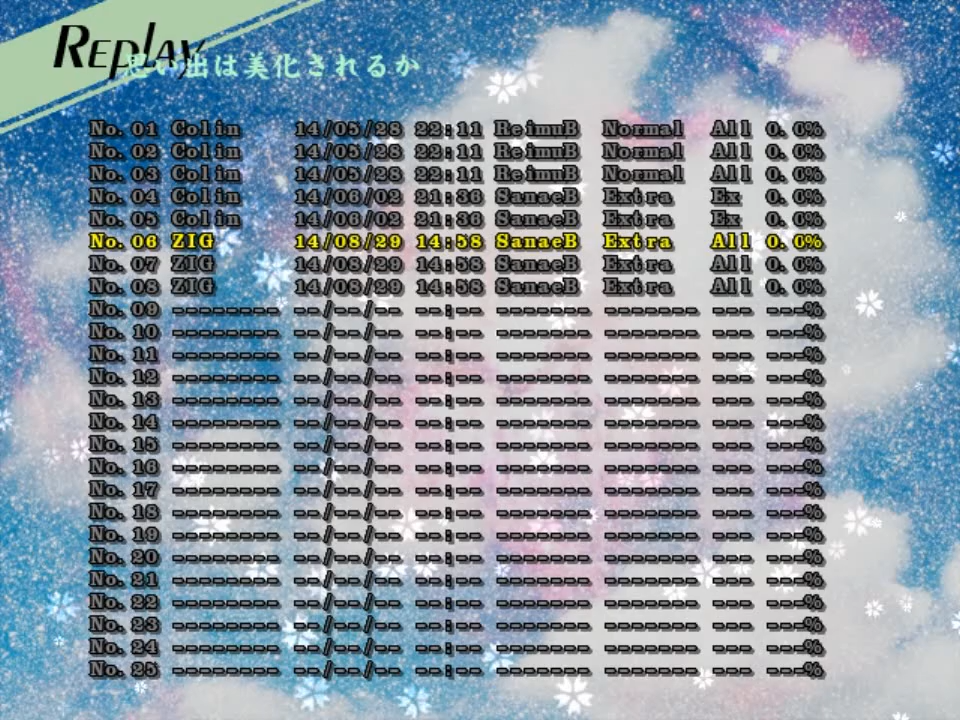 Replay
思い出は美化されるか
No. 01 Colin 14/05/28 22:11 ReimuB Normal All 0. 0%
No. 02 Colin 14/05/28 22:11 ReimuB Normal All 0. 0%
No. 03 Colin 14/05/28 22:11 ReimuB Normal All 0. 0%
No. 04 Colin 14/06/02 21:36 SanaeB Extra Ex 0. 0%
No. 05 Colin 14/06/02 21:36 SanaeB Extra Ex 0. 0%
No. 06 ZIG 14/08/29 14:58 SanaeB Extra All 0. 0%
No. 07 ZIG 14/08/29 14:58 SanaeB Extra All 0. 0%
No. 08 ZIG 14/08/29 14:58 SanaeB Extra All 0. 0%
No. 09 -------- --/--/-- --:-- ------- ------- --- ---%
No. 10 -------- --/--/-- --:-- ------- ------- --- ---%
No. 11 -------- --/--/-- --:-- ------- ------- --- ---%
No. 12 -------- --/--/-- --:-- ------- ------- --- ---%
No. 13 -------- --/--/-- --:-- ------- ------- --- ---%
No. 14 -------- --/--/-- --:-- ------- ------- --- ---%
No. 15 -------- --/--/-- --:-- ------- ------- --- ---%
No. 16 -------- --/--/-- --:-- ------- ------- --- ---%
No. 17 -------- --/--/-- --:-- ------- ------- --- ---%
No. 18 -------- --/--/-- --:-- ------- ------- --- ---%
No. 19 -------- --/--/-- --:-- ------- ------- --- ---%
No. 20 -------- --/--/-- --:-- ------- ------- --- ---%
No. 21 -------- --/--/-- --:-- ------- ------- --- ---%
No. 22 -------- --/--/-- --:-- ------- ------- --- ---%
No. 23 -------- --/--/-- --:-- ------- ------- --- ---%
No. 24 -------- --/--/-- --:-- ------- ------- --- ---%
No. 25 -------- --/--/-- --:-- ------- ------- --- ---%